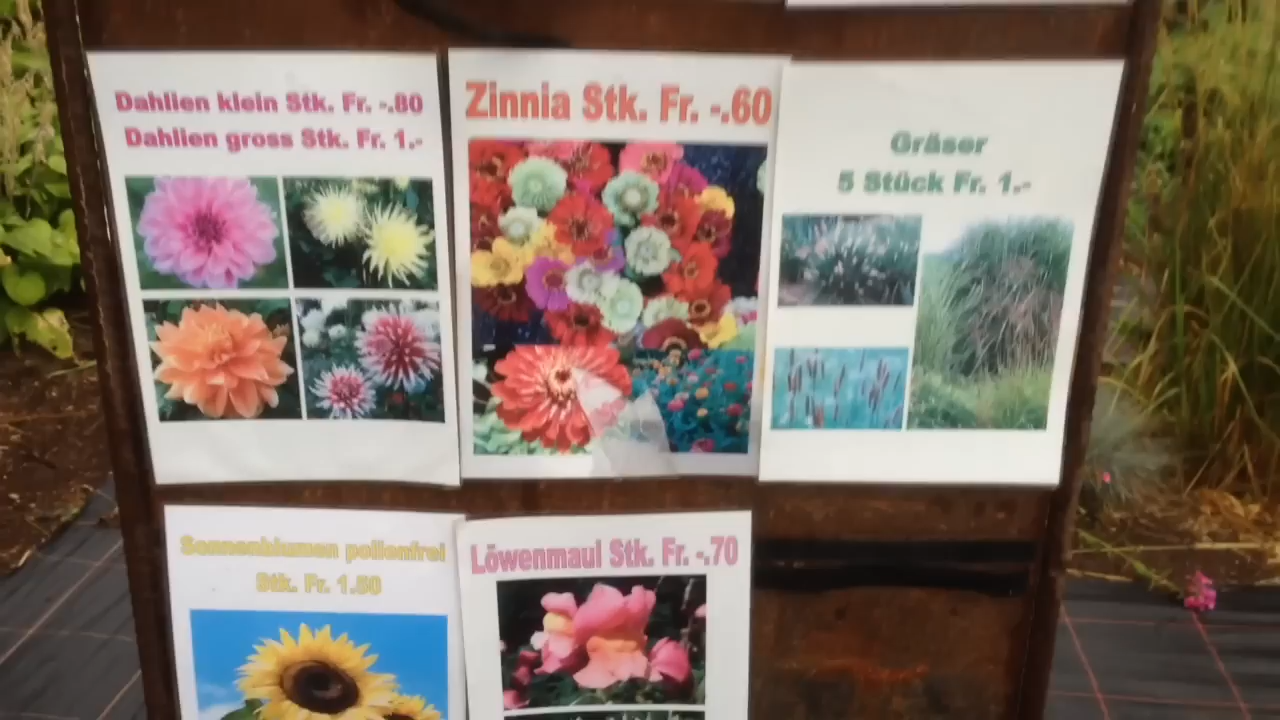 Dahlien klein Stk. Fr. -.80
Dahlien gross Stk. Fr. 1.-
Zinnia Stk. Fr. -.60
Gräser
5 Stück Fr. 1.-
Sonnenblumen pollenfrei
Stk. Fr. 1.50
Löwenmaul Stk. Fr. -.70